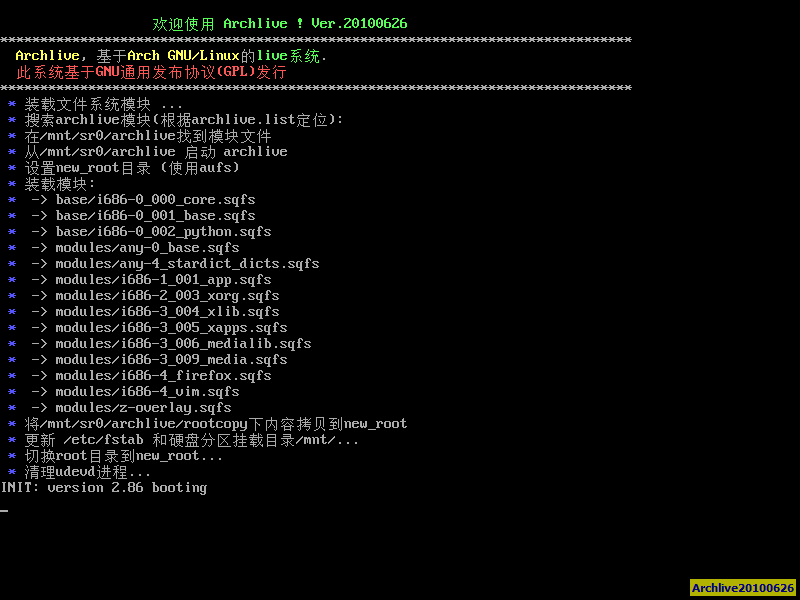 欢迎使用 Archlive ! Ver.20100626
*******************************************************************************
Archlive, 基于Arch GNU/Linux的live系统.
此系统基于GNU通用发布协议(GPL)发行
*******************************************************************************
* 装载文件系统模块 ...
* 搜索archlive模块(根据archlive.list定位):
* 在/mnt/sr0/archlive找到模块文件
* 从/mnt/sr0/archlive 启动 archlive
* 设置new_root目录 (使用aufs)
* 装载模块:
* -> base/i686-0_000_core.sqfs
* -> base/i686-0_001_base.sqfs
* -> base/i686-0_002_python.sqfs
* -> modules/any-0_base.sqfs
* -> modules/any-4_stardict_dicts.sqfs
* -> modules/i686-1_001_app.sqfs
* -> modules/i686-2_003_xorg.sqfs
* -> modules/i686-3_004_xlib.sqfs
* -> modules/i686-3_005_xapps.sqfs
* -> modules/i686-3_006_medialib.sqfs
* -> modules/i686-3_009_media.sqfs
* -> modules/i686-4_firefox.sqfs
* -> modules/i686-4_vim.sqfs
* -> modules/z-overlay.sqfs
* 将/mnt/sr0/archlive/rootcopy下内容拷贝到new_root
* 更新 /etc/fstab 和硬盘分区挂载目录/mnt/...
* 切换root目录到new_root...
* 清理udevd进程...
INIT: version 2.86 booting
_
Archlive20100626